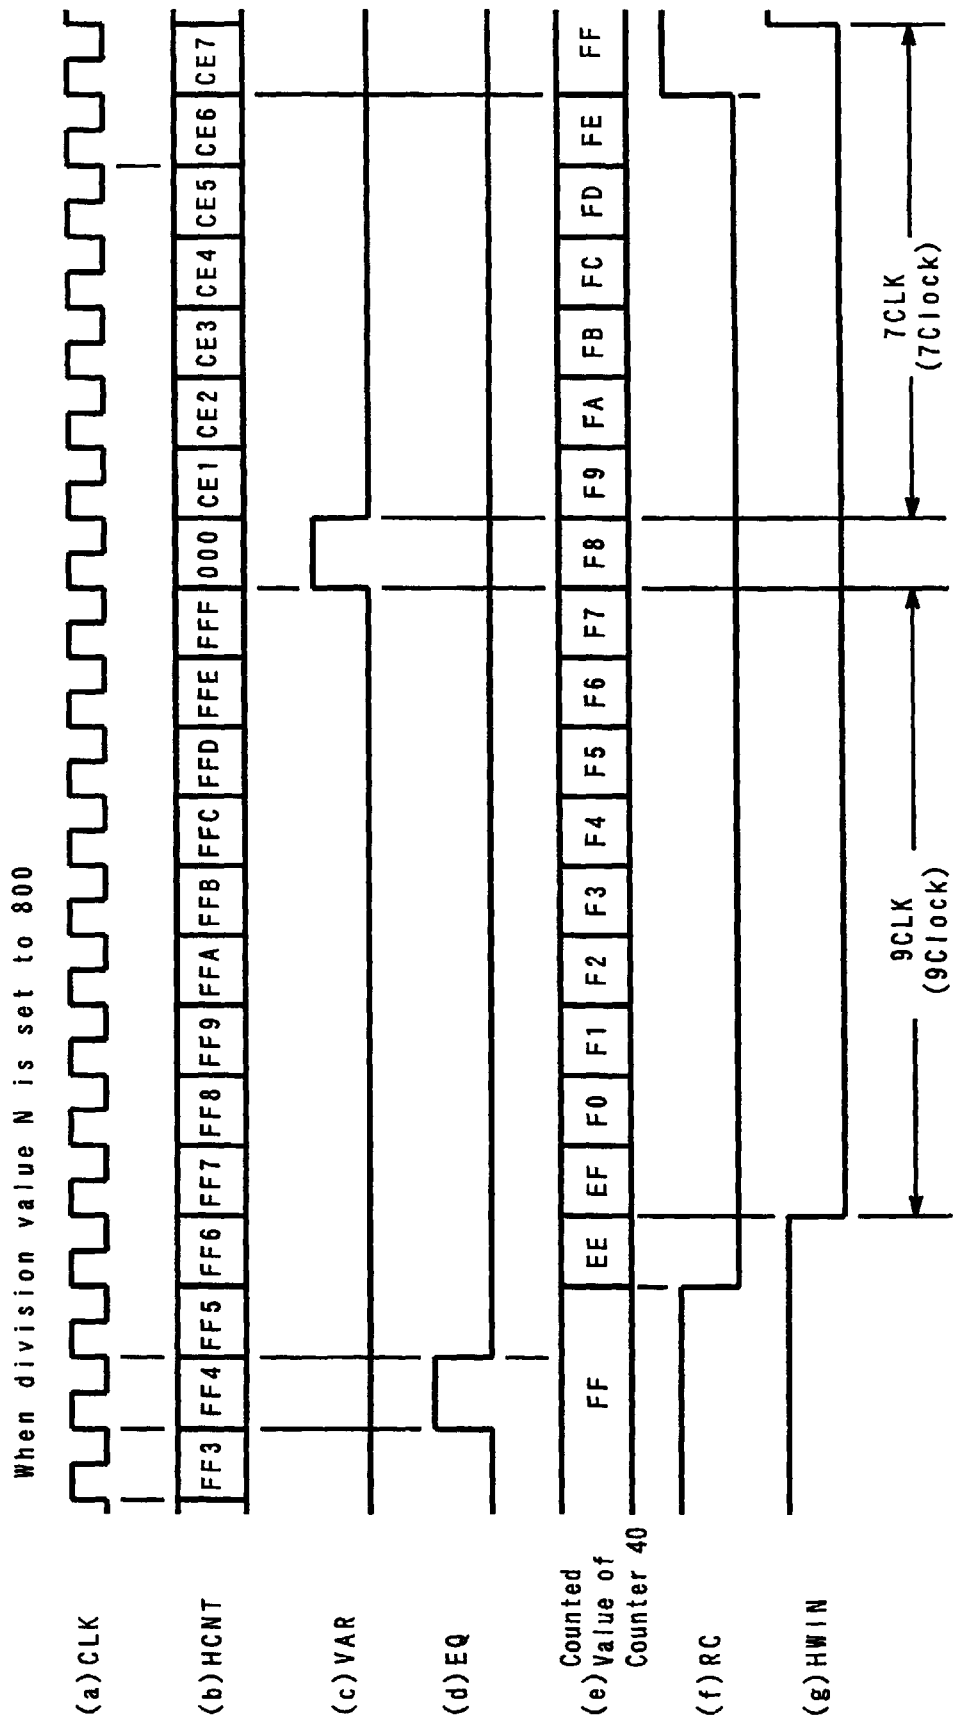 When division value N is set to 800
(a)CLK
(b)HCNT
FF3 FF4 FF5 FF6 FF7 FF8 FF9 FFA FFB FFC FFD FFE FFF 000 CE1 CE2 CE3 CE4 CE5 CE6 CE7
(c)VAR
(d)EQ
Counted
(e)Value of
Counter 40
FF EE EF F0 F1 F2 F3 F4 F5 F6 F7 F8 F9 FA FB FC FD FE FF
(f)RC
(g)HWIN
9CLK
(9Clock)
7CLK
(7Clock)